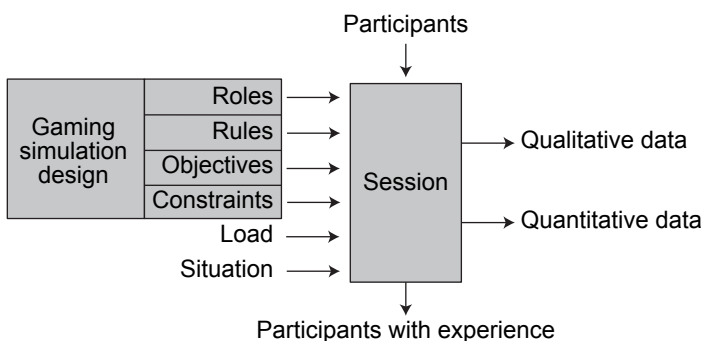 Participants
Gaming
simulation
design
Roles
Rules
Objectives
Constraints
Load
Situation
Session
Qualitative data
Quantitative data
Participants with experience